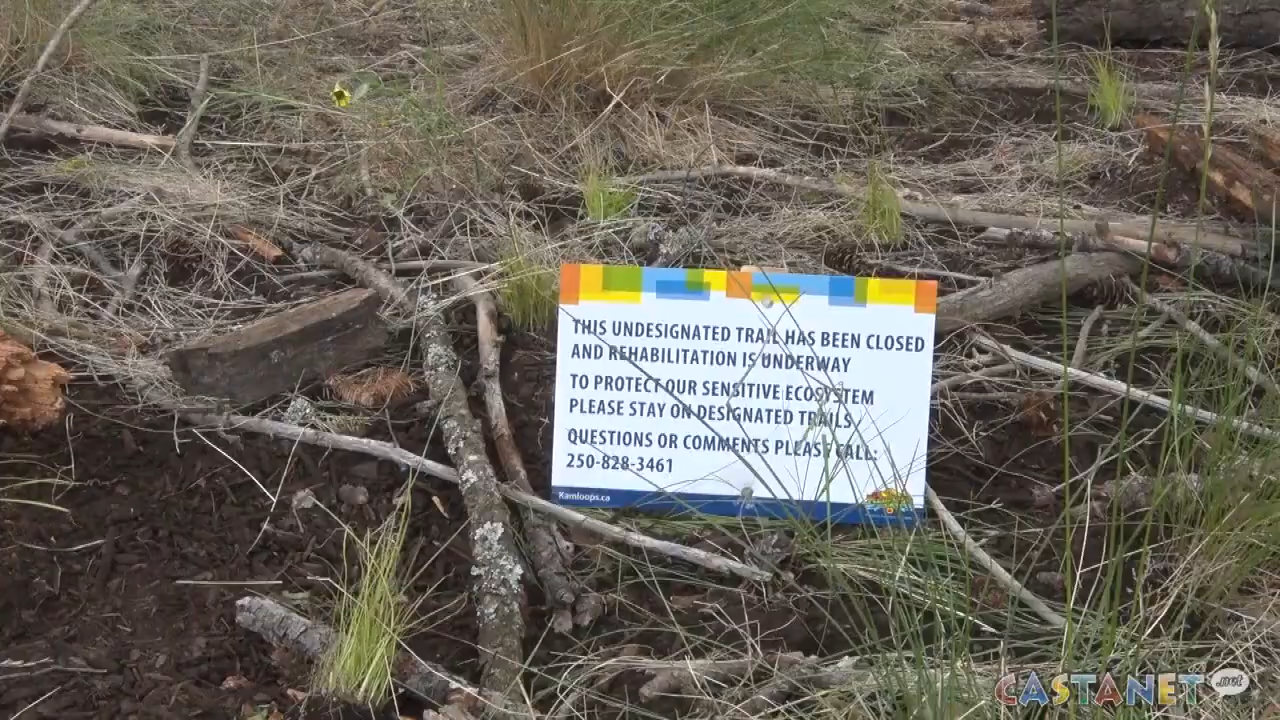 THIS UNDESIGNATED TRAIL HAS BEEN CLOSED
AND REHABILITATION IS UNDERWAY
TO PROTECT OUR SENSITIVE ECOSYSTEM
PLEASE STAY ON DESIGNATED TRAILS
QUESTIONS OR COMMENTS PLEASE CALL:
250-828-3461
Kamloops.ca
CASTANET .net